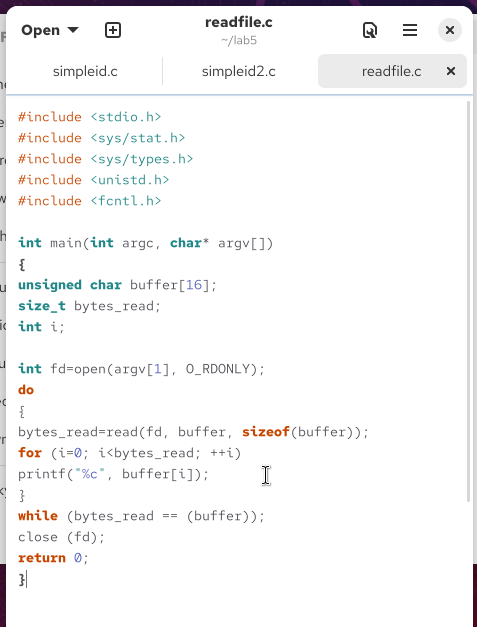 Open
readfile.c
~/lab5
simpleid.c simpleid2.c readfile.c
#include <stdio.h>
#include <sys/stat.h>
#include <sys/types.h>
#include <unistd.h>
#include <fcntl.h>
int main(int argc, char* argv[])
{
unsigned char buffer[16];
size_t bytes_read;
int i;
int fd=open(argv[1], O_RDONLY);
do
{
bytes_read=read(fd, buffer, sizeof(buffer));
for (i=0; i<bytes_read; ++i)
printf("%c", buffer[i]);
}
while (bytes_read == (buffer));
close (fd);
return 0;
}